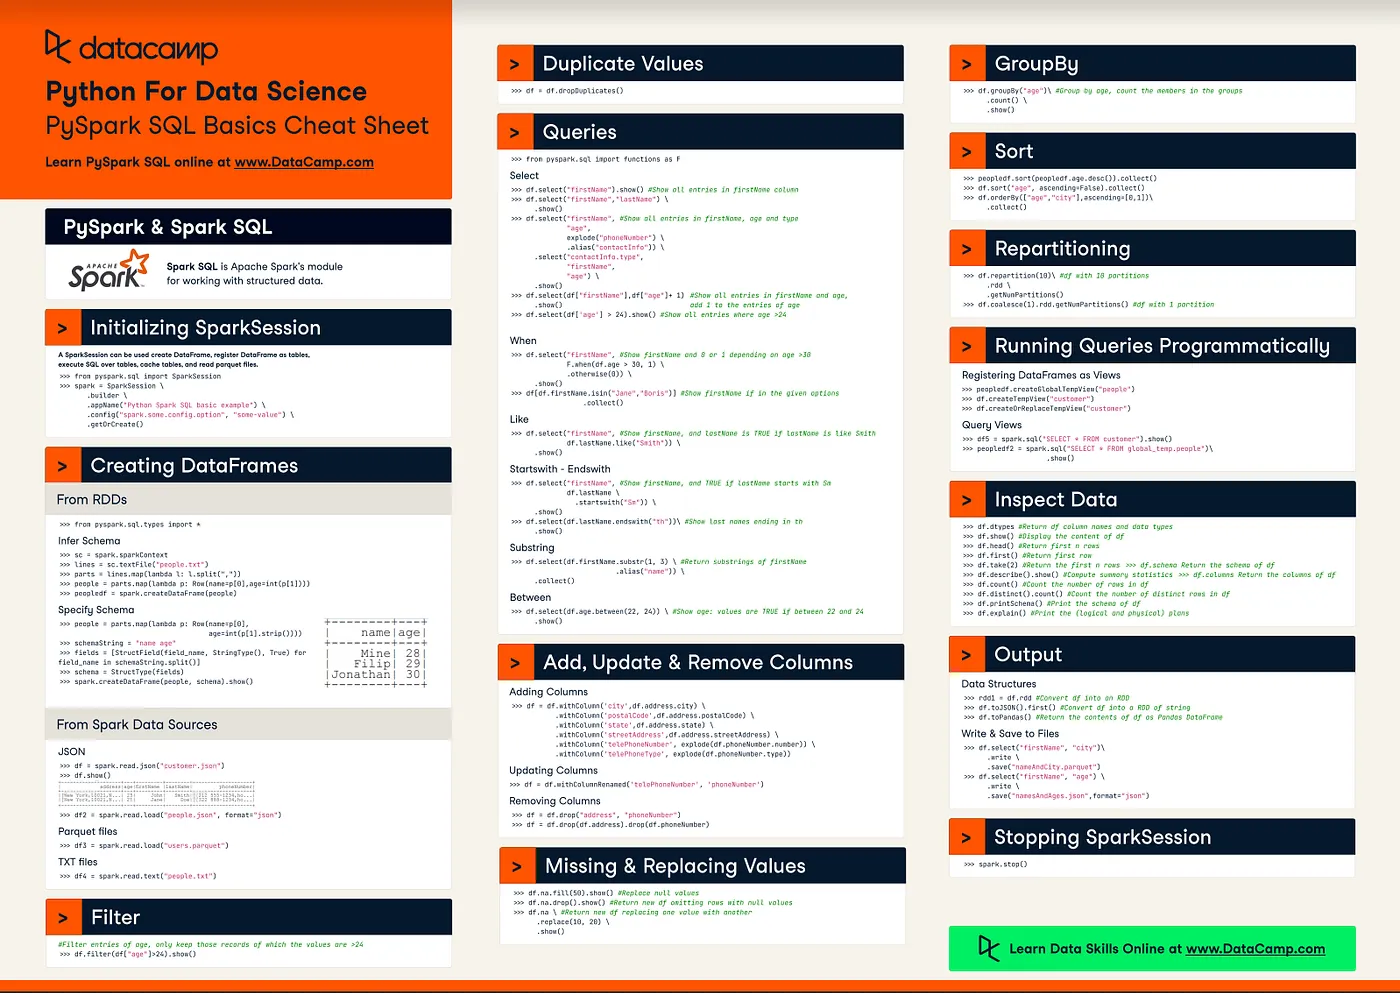 datacamp
Python For Data Science
PySpark SQL Basics Cheat Sheet
Learn PySpark SQL online at www.DataCamp.com
PySpark & Spark SQL
APACHE
Spark
Spark SQL is Apache Spark's module
for working with structured data.
> Initializing SparkSession
A SparkSession can be used create DataFrame, register DataFrame as tables,
execute SQL over tables, cache tables, and read parquet files.
>>> from pyspark.sql import SparkSession
>>> spark = SparkSession \
.builder \
.appName("Python Spark SQL basic example") \
.config("spark.some.config.option", "some-value") \
.getOrCreate()
> Creating DataFrames
From RDDs
>>> from pyspark.sql.types import *
Infer Schema
>>> sc = spark.sparkContext
>>> lines = sc.textFile("people.txt")
>>> parts = lines.map(lambda l: l.split(","))
>>> people = parts.map(lambda p: Row(name=p[0],age=int(p[1])))
>>> peopledf = spark.createDataFrame(people)
Specify Schema
>>> people = parts.map(lambda p: Row(name=p[0],
age=int(p[1].strip())))
>>> schemaString = "name age"
>>> fields = [StructField(field_name, StringType(), True) for
field_name in schemaString.split()]
>>> schema = StructType(fields)
>>> spark.createDataFrame(people, schema).show()
+--------+---+
| name|age|
+--------+---+
| Mine| 28|
| Filip| 29|
|Jonathan| 30|
+--------+---+
From Spark Data Sources
JSON
>>> df = spark.read.json("customer.json")
>>> df.show()
| address|age|firstName |lastName| phoneNumber|
|[New York,10021,N...| 25| John| Smith|[[212 555-1234,ho...|
|[New York,10021,N...| 21| Jane| Doe|[[322 888-1234,ho...|
>>> df2 = spark.read.load("people.json", format="json")
Parquet files
>>> df3 = spark.read.load("users.parquet")
TXT files
>>> df4 = spark.read.text("people.txt")
> Filter
#Filter entries of age, only keep those records of which the values are >24
>>> df.filter(df["age"]>24).show()
> Duplicate Values
>>> df = df.dropDuplicates()
> Queries
>>> from pyspark.sql import functions as F
Select
>>> df.select("firstName").show() #Show all entries in firstName column
>>> df.select("firstName","lastName") \
.show()
>>> df.select("firstName", #Show all entries in firstName, age and type
"age",
explode("phoneNumber") \
.alias("contactInfo")) \
.select("contactInfo.type",
"firstName",
"age") \
.show()
>>> df.select(df["firstName"],df["age"]+ 1) #Show all entries in firstName and age,
.show() add 1 to the entries of age
>>> df.select(df['age'] > 24).show() #Show all entries where age >24
When
>>> df.select("firstName", #Show firstName and 0 or 1 depending on age >30
F.when(df.age > 30, 1) \
.otherwise(0)) \
.show()
>>> df[df.firstName.isin("Jane","Boris")] #Show firstName if in the given options
.collect()
Like
>>> df.select("firstName", #Show firstName, and lastName is TRUE if lastName is like Smith
df.lastName.like("Smith")) \
.show()
Startswith - Endswith
>>> df.select("firstName", #Show firstName, and TRUE if lastName starts with Sm
df.lastName \
.startswith("Sm")) \
.show()
>>> df.select(df.lastName.endswith("th"))\ #Show last names ending in th
.show()
Substring
>>> df.select(df.firstName.substr(1, 3) \ #Return substrings of firstName
.alias("name")) \
.collect()
Between
>>> df.select(df.age.between(22, 24)) \ #Show age: values are TRUE if between 22 and 24
.show()
> Add, Update & Remove Columns
Adding Columns
>>> df = df.withColumn('city',df.address.city) \
.withColumn('postalCode',df.address.postalCode) \
.withColumn('state',df.address.state) \
.withColumn('streetAddress',df.address.streetAddress) \
.withColumn('telePhoneNumber', explode(df.phoneNumber.number)) \
.withColumn('telePhoneType', explode(df.phoneNumber.type))
Updating Columns
>>> df = df.withColumnRenamed('telePhoneNumber', 'phoneNumber')
Removing Columns
>>> df = df.drop("address", "phoneNumber")
>>> df = df.drop(df.address).drop(df.phoneNumber)
> Missing & Replacing Values
>>> df.na.fill(50).show() #Replace null values
>>> df.na.drop().show() #Return new df omitting rows with null values
>>> df.na \ #Return new df replacing one value with another
.replace(10, 20) \
.show()
> GroupBy
>>> df.groupBy("age")\ #Group by age, count the members in the groups
.count() \
.show()
> Sort
>>> peopledf.sort(peopledf.age.desc()).collect()
>>> df.sort("age", ascending=False).collect()
>>> df.orderBy(["age","city"],ascending=[0,1])\
.collect()
> Repartitioning
>>> df.repartition(10)\ #df with 10 partitions
.rdd \
.getNumPartitions()
>>> df.coalesce(1).rdd.getNumPartitions() #df with 1 partition
> Running Queries Programmatically
Registering DataFrames as Views
>>> peopledf.createGlobalTempView("people")
>>> df.createTempView("customer")
>>> df.createOrReplaceTempView("customer")
Query Views
>>> df5 = spark.sql("SELECT * FROM customer").show()
>>> peopledf2 = spark.sql("SELECT * FROM global_temp.people")\
.show()
> Inspect Data
>>> df.dtypes #Return df column names and data types
>>> df.show() #Display the content of df
>>> df.head() #Return first n rows
>>> df.first() #Return first row
>>> df.take(2) #Return the first n rows >>> df.schema Return the schema of df
>>> df.describe().show() #Compute summary statistics >>> df.columns Return the columns of df
>>> df.count() #Count the number of rows in df
>>> df.distinct().count() #Count the number of distinct rows in df
>>> df.printSchema() #Print the schema of df
>>> df.explain() #Print the (logical and physical) plans
> Output
Data Structures
>>> rdd1 = df.rdd #Convert df into an RDD
>>> df.toJSON().first() #Convert df into a RDD of string
>>> df.toPandas() #Return the contents of df as Pandas DataFrame
Write & Save to Files
>>> df.select("firstName", "city")\
.write \
.save("nameAndCity.parquet")
>>> df.select("firstName", "age") \
.write \
.save("namesAndAges.json",format="json")
> Stopping SparkSession
>>> spark.stop()
Learn Data Skills Online at www.DataCamp.com